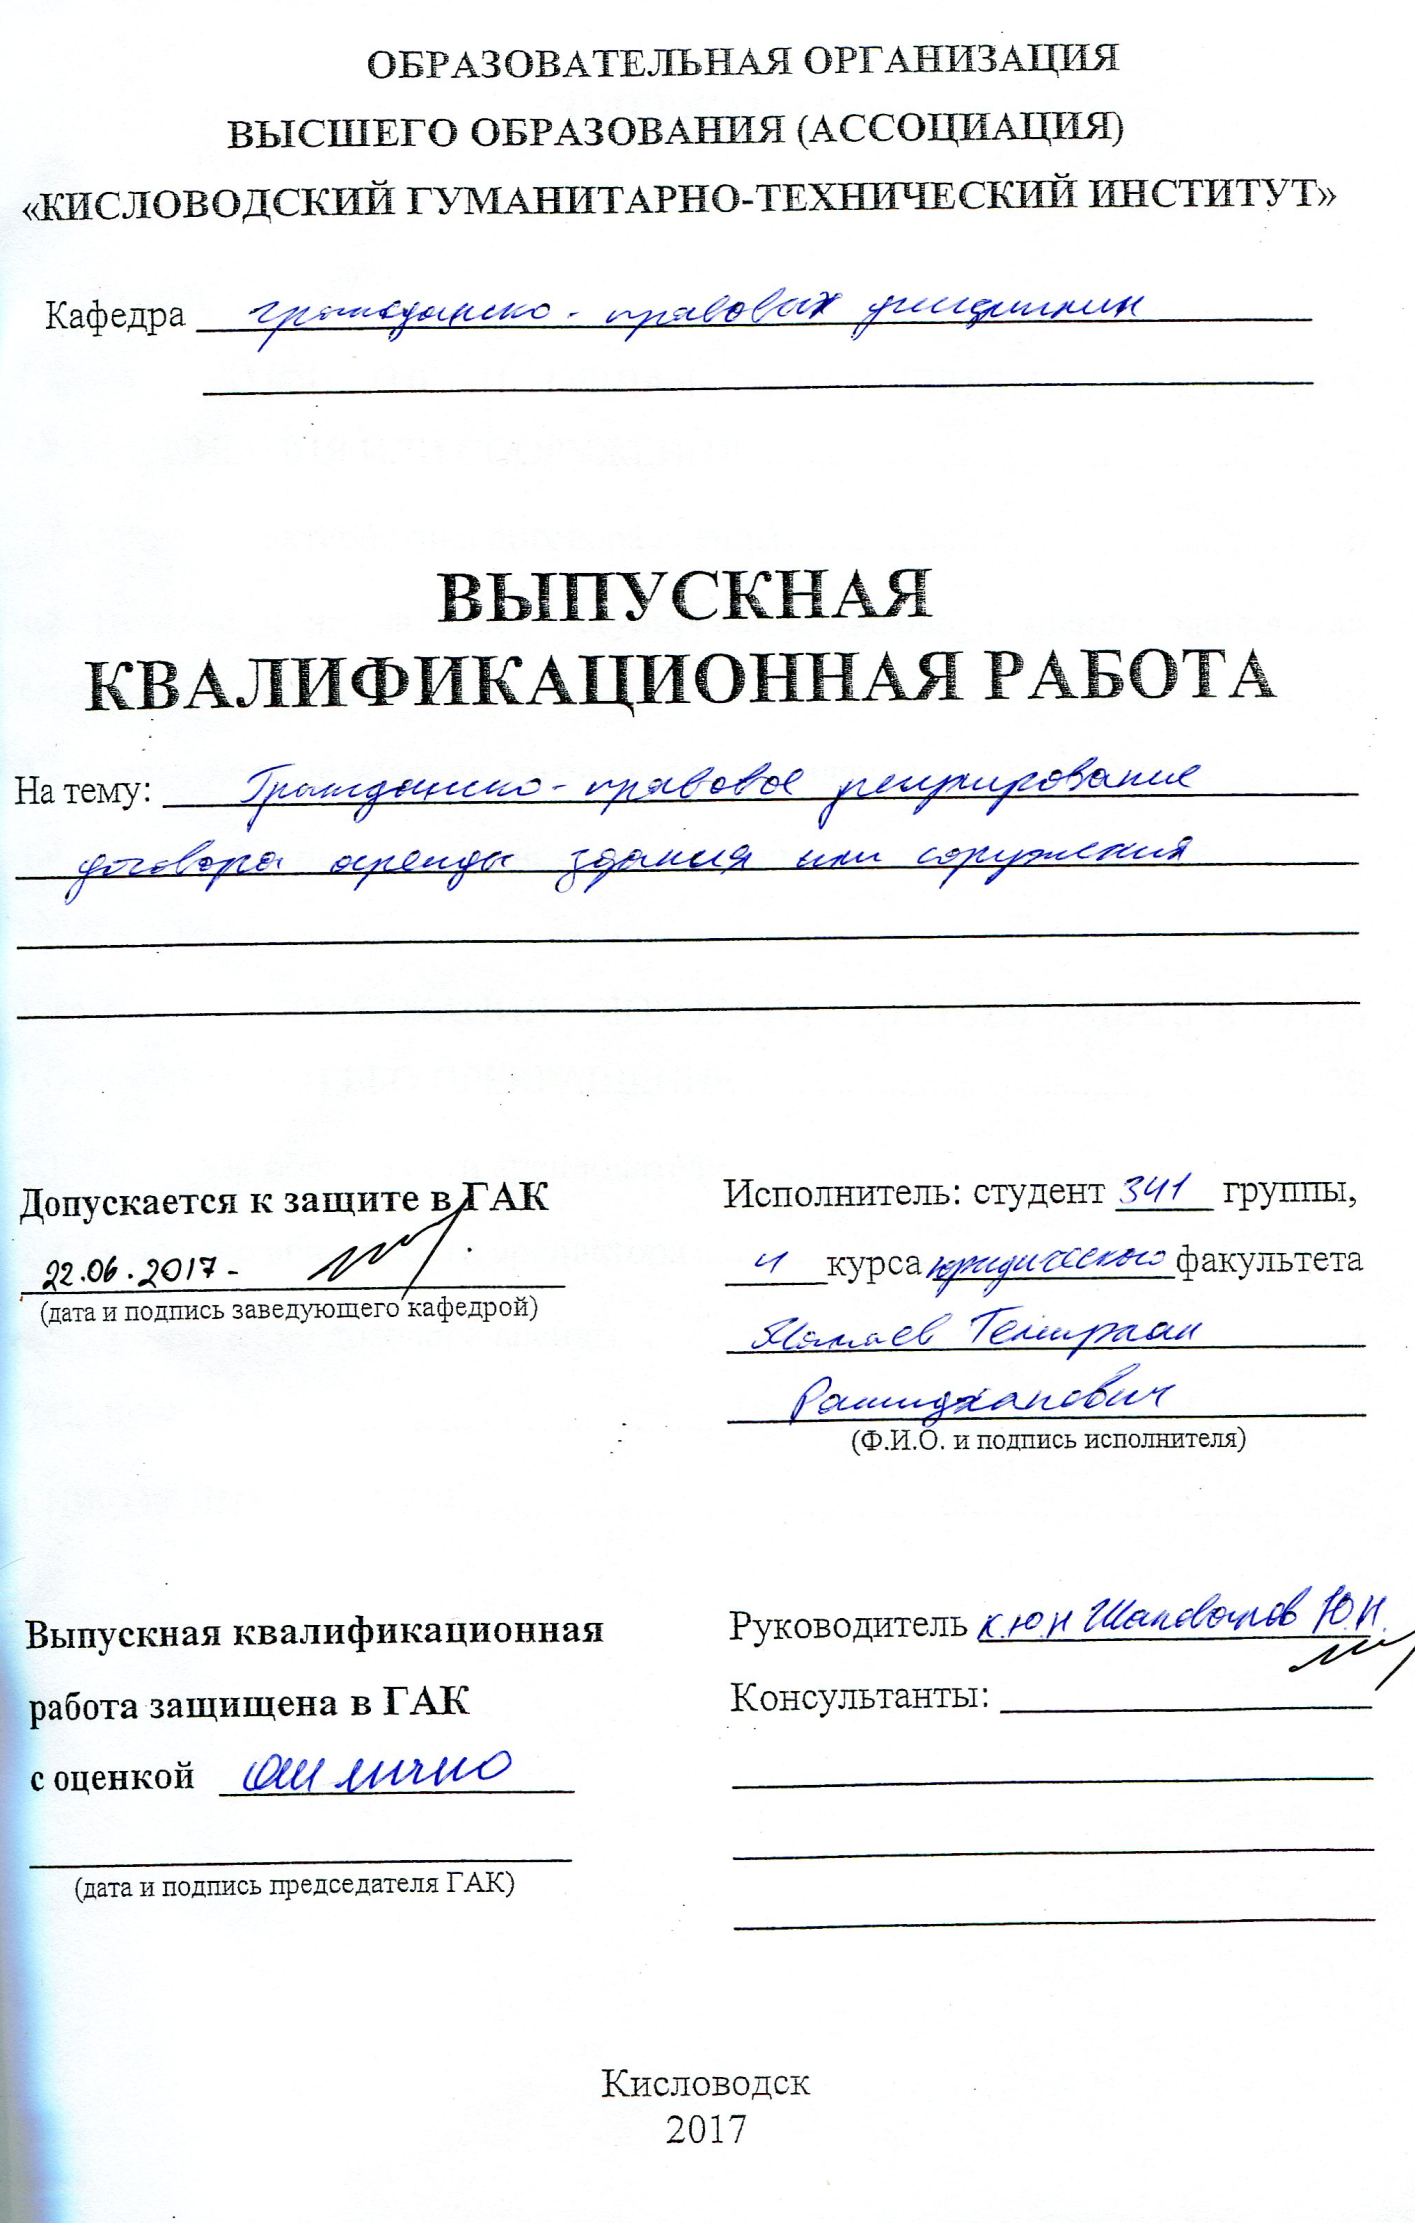 ОБРАЗОВАТЕЛЬНАЯ ОРГАНИЗАЦИЯ
ВЫСШЕГО ОБРАЗОВАНИЯ (АССОЦИАЦИЯ)
«КИСЛОВОДСКИЙ ГУМАНИТАРНО-ТЕХНИЧЕСКИЙ ИНСТИТУТ»
Кафедра гражданско-правовых дисциплин
ВЫПУСКНАЯ
КВАЛИФИКАЦИОННАЯ РАБОТА
На тему: Гражданско-правовое регулирование
договора аренды здания или сооружения
Допускается к защите в ГАК
22.06.2017
(дата и подпись заведующего кафедрой)
Исполнитель: студент 341 группы,
4 курса юридического факультета
Темирхан
Рашидханович
(Ф.И.О. и подпись исполнителя)
Выпускная квалификационная
работа защищена в ГАК
с оценкой отлично
(дата и подпись председателя ГАК)
Руководитель к.ю.н Шаповалов Ю.Н.
Консультанты:
Кисловодск
2017